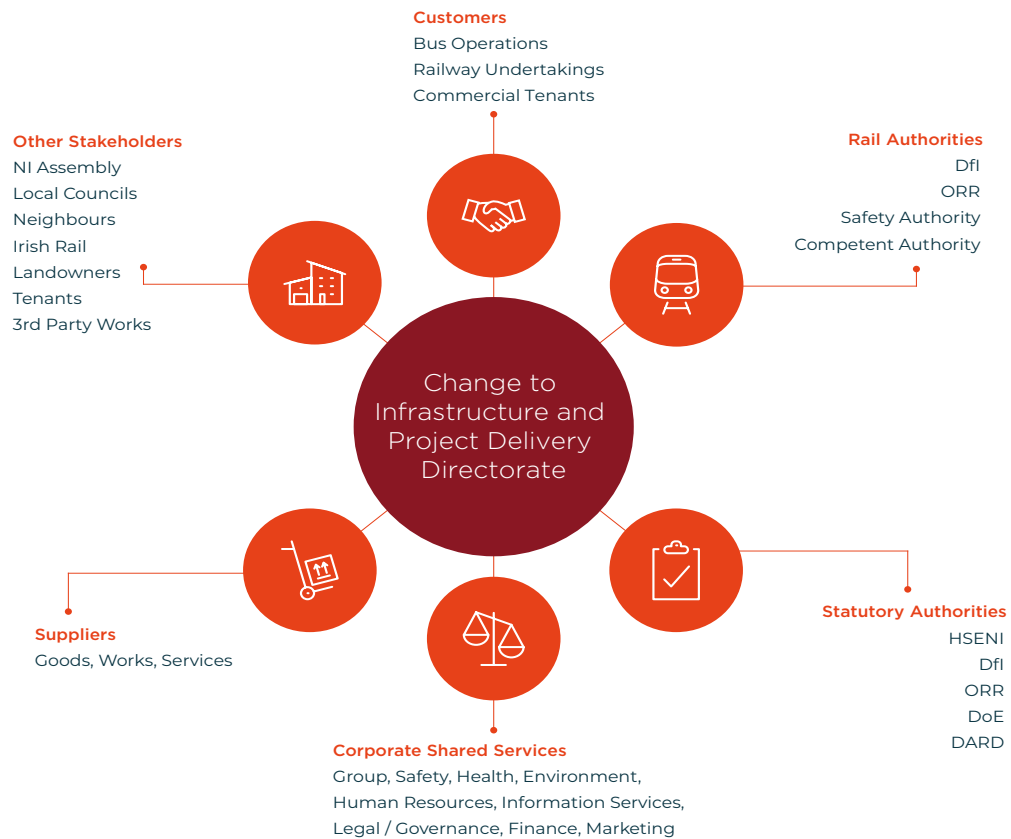 Customers
Bus Operations
Railway Undertakings
Commercial Tenants
Other Stakeholders
NI Assembly
Local Councils
Neighbours
Irish Rail
Landowners
Tenants
3rd Party Works
Rail Authorities
DfI
ORR
Safety Authority
Competent Authority
Change to
Infrastructure and
Project Delivery
Directorate
Suppliers
Goods, Works, Services
Statutory Authorities
HSENI
DfI
ORR
DoE
DARD
Corporate Shared Services
Group, Safety, Health, Environment,
Human Resources, Information Services,
Legal / Governance, Finance, Marketing